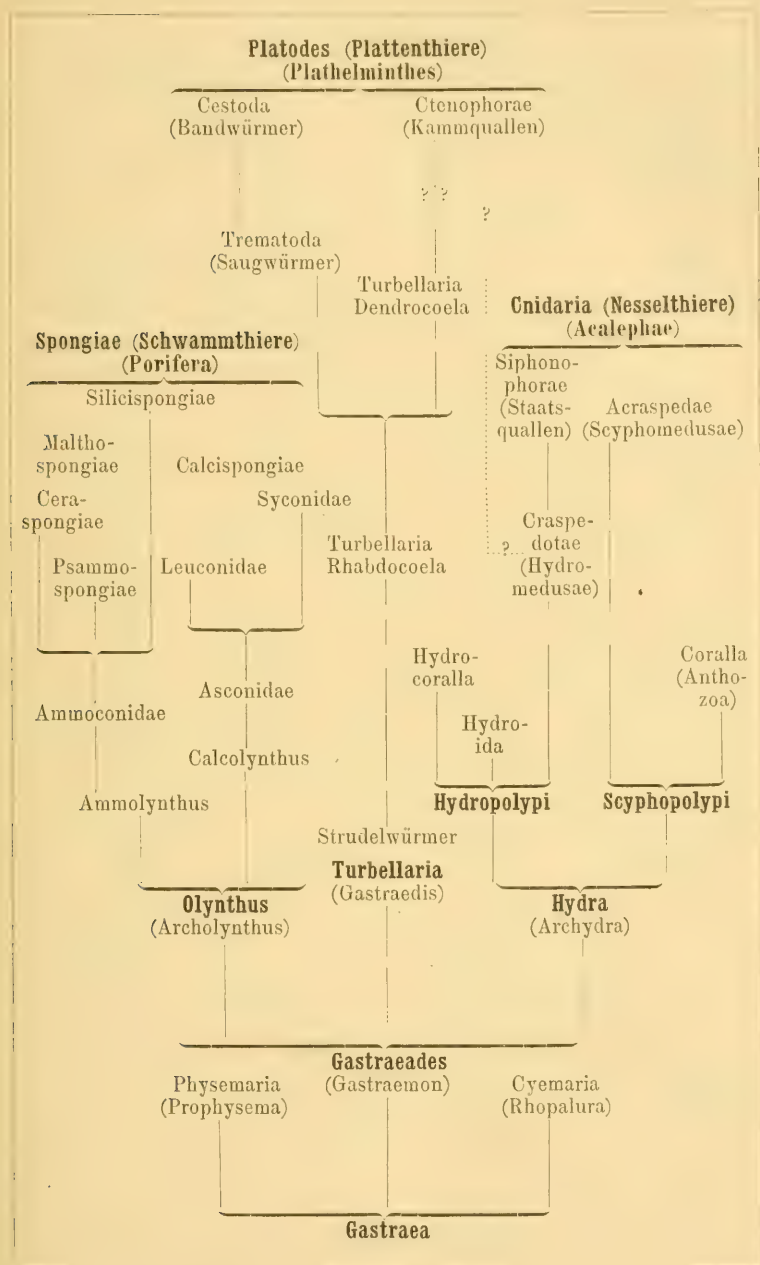 Platodes (Plattenthiere)
(Plathelminthes)
Cestoda
(Bandwürmer)
Ctenophorae
(Kammquallen)
? ?
?
Trematoda
(Saugwürmer)
Turbellaria
Dendrocoela
Cnidaria (Nesselthiere)
(Acalephae)
Spongiae (Schwammthiere)
(Porifera)
Silicispongiae
Siphono-
phorae
(Staats-
quallen)
Acraspedae
(Scyphomedusae)
Maltho-
spongiae
Calcispongiae
Cera-
spongiae
Syconidae
Psammo-
spongiae
Leuconidae
Turbellaria
Rhabdocoela
?
Craspe-
dotae
(Hydro-
medusae)
Hydro-
coralla
Coralla
(Antho-
zoa)
Asconidae
Ammoconidae
Hydro-
ida
Calcolynthus
Ammolynthus
Hydropolypi
Scyphopolypi
Strudelwürmer
Turbellaria
(Gastraedis)
Olynthus
(Archolynthus)
Hydra
(Archydra)
Gastraeades
(Gastraemon)
Physemaria
(Prophysema)
Cyemaria
(Rhopalura)
Gastraea